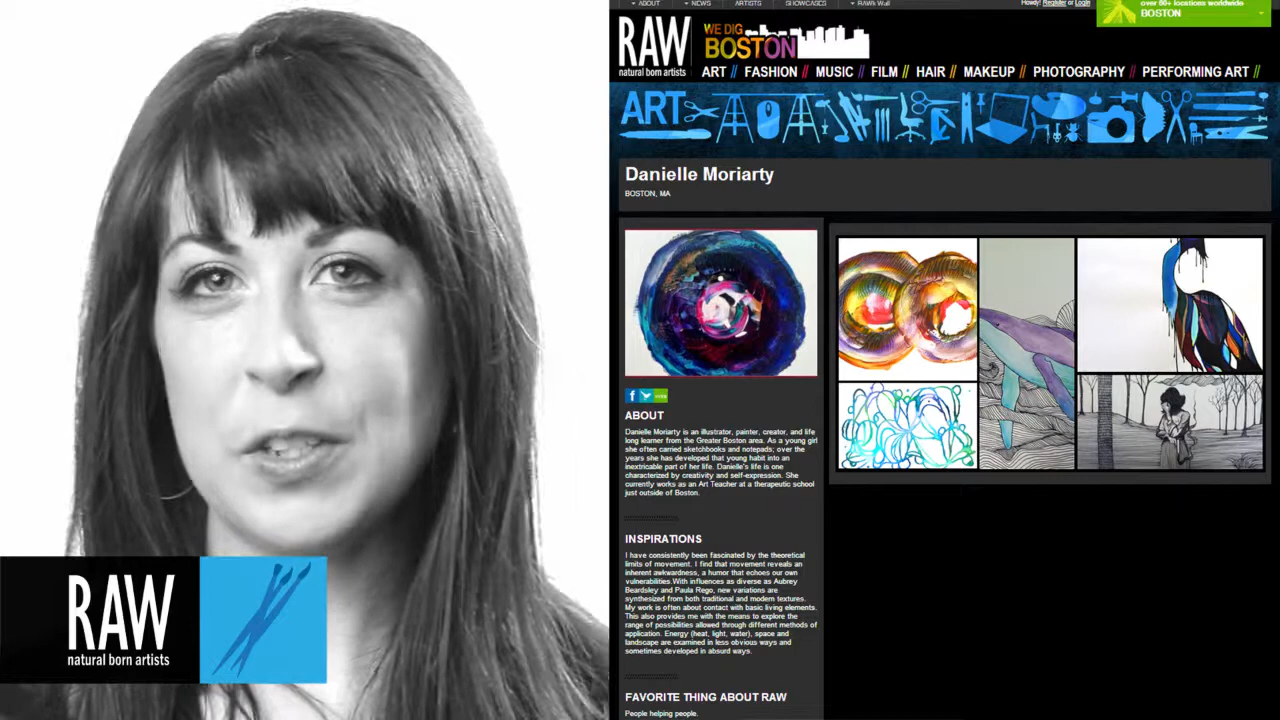 RAW
natural born artists
ABOUT NEWS ARTISTS SHOWCASES RAWk Wall
Howdy! Register or Login
over 60+ locations worldwide
BOSTON
RAW
natural born artists
WE DIG
BOSTON
ART // FASHION // MUSIC // FILM // HAIR // MAKEUP // PHOTOGRAPHY // PERFORMING ART //
ART
Danielle Moriarty
BOSTON, MA
ABOUT
Danielle Moriarty is an illustrator, painter, creator, and life
long learner from the Greater Boston area. As a young girl
she often carried sketchbooks and notepads; over the
years she has developed that young habit into an
inextricable part of her life. Danielle's life is one
characterized by creativity and self-expression. She
currently works as an Art Teacher at a therapeutic school
just outside of Boston.
INSPIRATIONS
I have consistently been fascinated by the theoretical
limits of movement. I find that movement reveals an
inherent awkwardness, a humor that echoes our own
vulnerabilities.With influences as diverse as Aubrey
Beardsley and Paula Rego, new variations are
synthesized from both traditional and modern textures.
My work is often about contact with basic living elements.
This also provides me with the means to explore the
range of possibilities allowed through different methods of
application. Energy (heat, light, water), space and
landscape are examined in less obvious ways and
sometimes developed in absurd ways.
FAVORITE THING ABOUT RAW
People helping people.